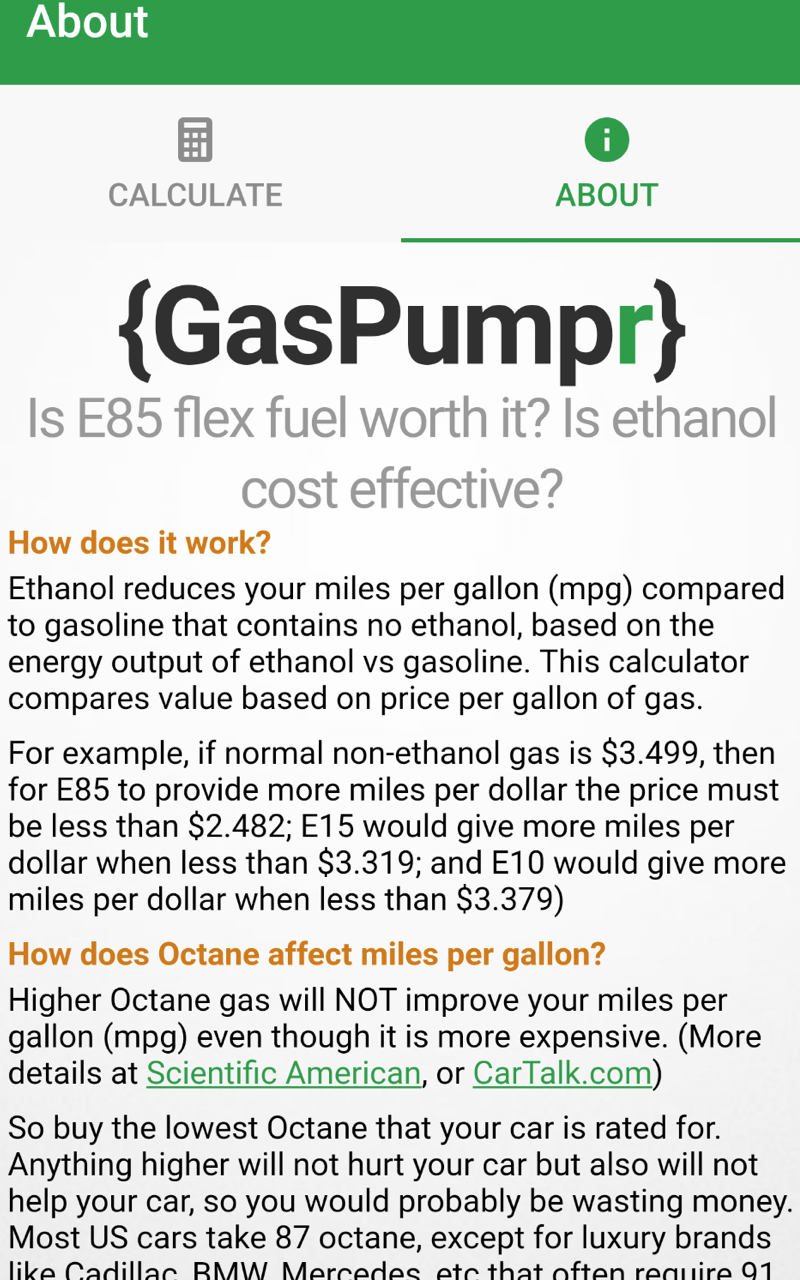 About
CALCULATE
ABOUT
{GasPumpr}
Is E85 flex fuel worth it? Is ethanol
cost effective?
How does it work?
Ethanol reduces your miles per gallon (mpg) compared
to gasoline that contains no ethanol, based on the
energy output of ethanol vs gasoline. This calculator
compares value based on price per gallon of gas.
For example, if normal non-ethanol gas is $3.499, then
for E85 to provide more miles per dollar the price must
be less than $2.482; E15 would give more miles per
dollar when less than $3.319; and E10 would give more
miles per dollar when less than $3.379)
How does Octane affect miles per gallon?
Higher Octane gas will NOT improve your miles per
gallon (mpg) even though it is more expensive. (More
details at Scientific American, or CarTalk.com)
So buy the lowest Octane that your car is rated for.
Anything higher will not hurt your car but also will not
help your car, so you would probably be wasting money.
Most US cars take 87 octane, except for luxury brands
like Cadillac, BMW, Mercedes, etc that often require 91